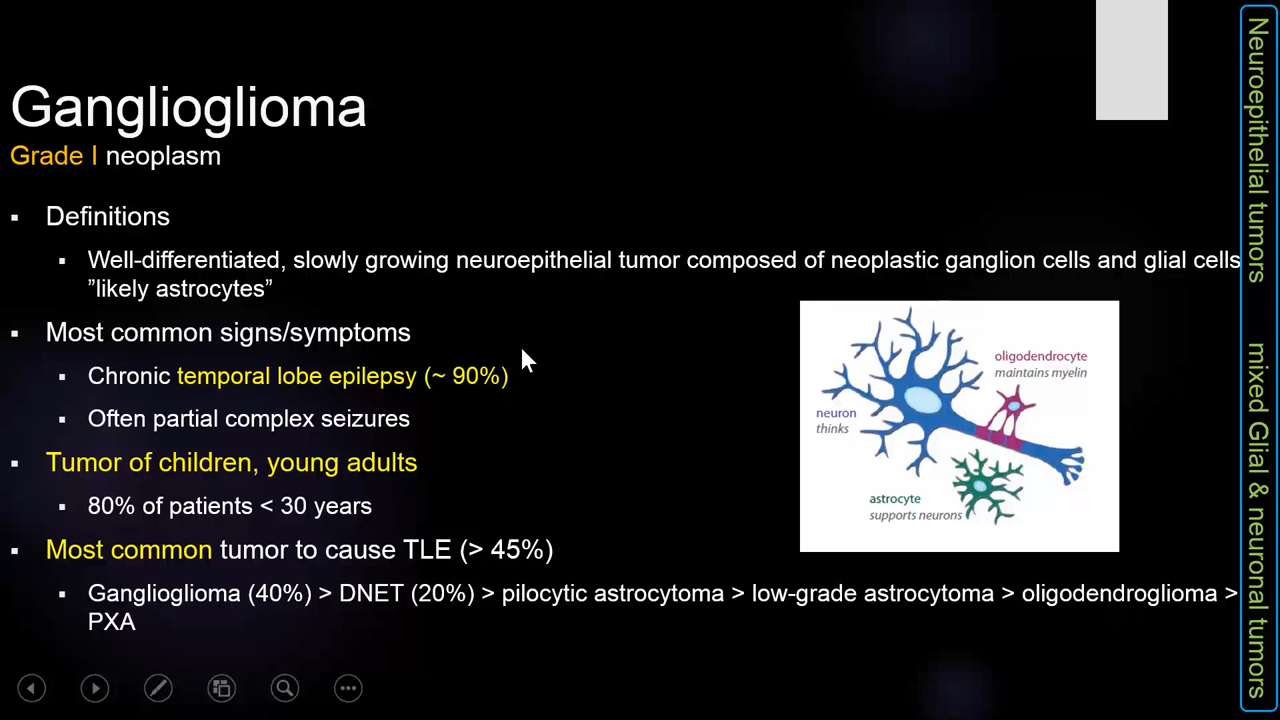 Ganglioglioma
Grade I neoplasm
▪ Definitions
▪ Well-differentiated, slowly growing neuroepithelial tumor composed of neoplastic ganglion cells and glial cells
”likely astrocytes”
▪ Most common signs/symptoms
▪ Chronic temporal lobe epilepsy (~ 90%)
▪ Often partial complex seizures
▪ Tumor of children, young adults
▪ 80% of patients < 30 years
▪ Most common tumor to cause TLE (> 45%)
▪ Ganglioglioma (40%) > DNET (20%) > pilocytic astrocytoma > low-grade astrocytoma > oligodendroglioma >
PXA
oligodendrocyte
maintains myelin
neuron
thinks
astrocyte
supports neurons
Neuroepithelial tumors mixed Glial & neuronal tumors